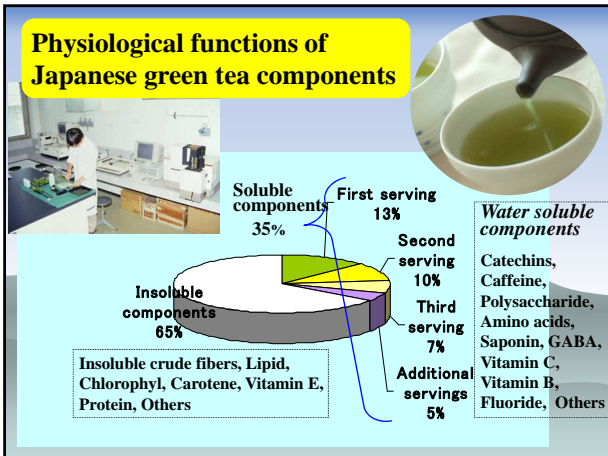 Physiological functions of
Japanese green tea components
Soluble
components
35%
First serving
13%
Second
serving
10%
Third
serving
7%
Additional
servings
5%
Insoluble
components
65%
Insoluble crude fibers, Lipid,
Chlorophyl, Carotene, Vitamin E,
Protein, Others
Water soluble
components
Catechins,
Caffeine,
Polysaccharide,
Amino acids,
Saponin, GABA,
Vitamin C,
Vitamin B,
Fluoride, Others